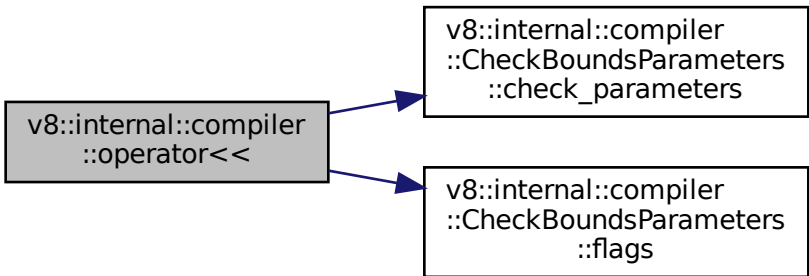 v8::internal::compiler
::operator<<
v8::internal::compiler
::CheckBoundsParameters
::check_parameters
v8::internal::compiler
::CheckBoundsParameters
::flags